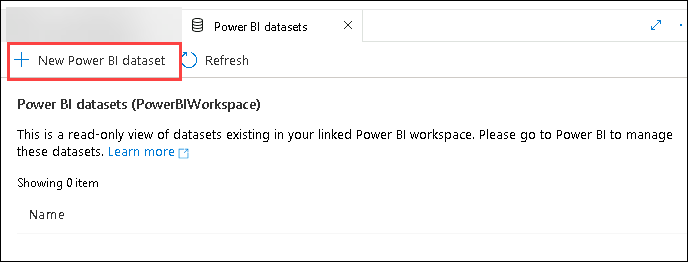 Power BI datasets
New Power BI dataset Refresh
Power BI datasets (PowerBIWorkspace)
This is a read-only view of datasets existing in your linked Power BI workspace. Please go to Power BI to manage
these datasets. Learn more
Showing 0 item
Name